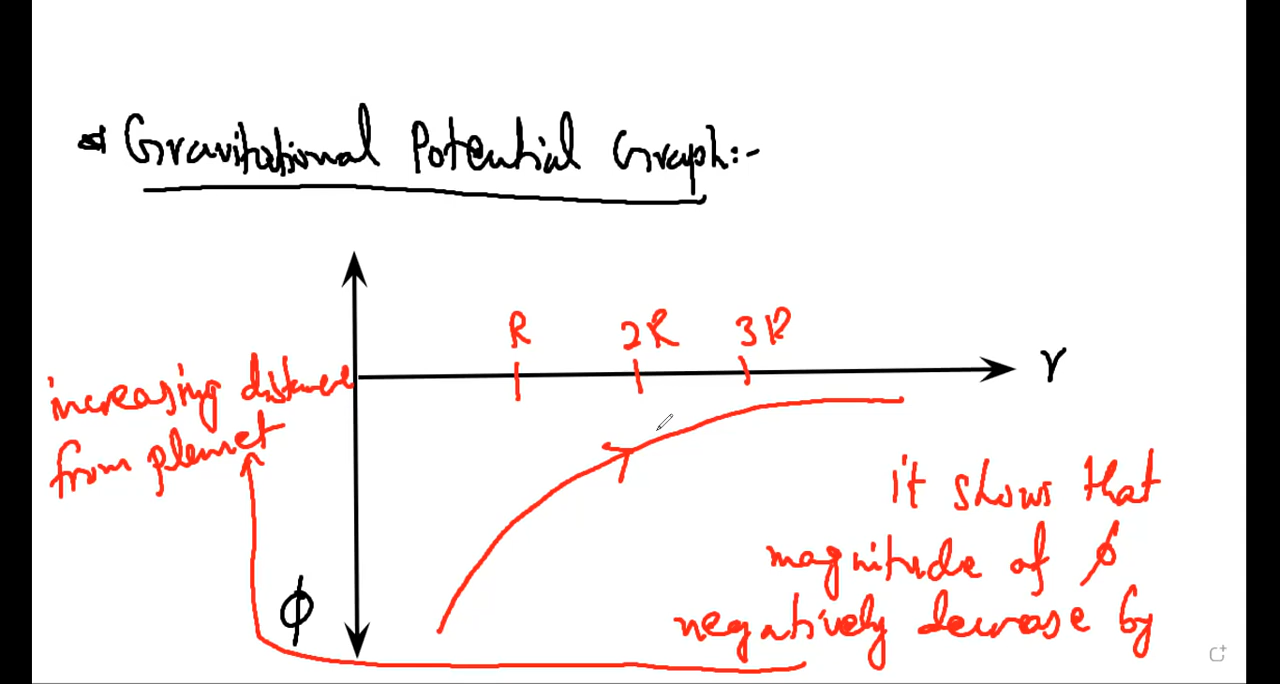 Gravitational Potential Graph:-
R 2R 3R
r
increasing distance
from planet
it shows that
magnitude of ϕ
negatively decrease by
ϕ